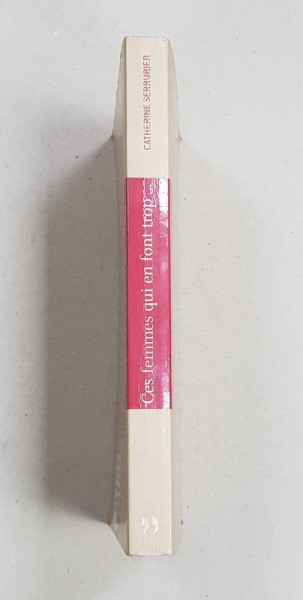 CATHERINE SERRURIER
Ces femmes qui en font trop...